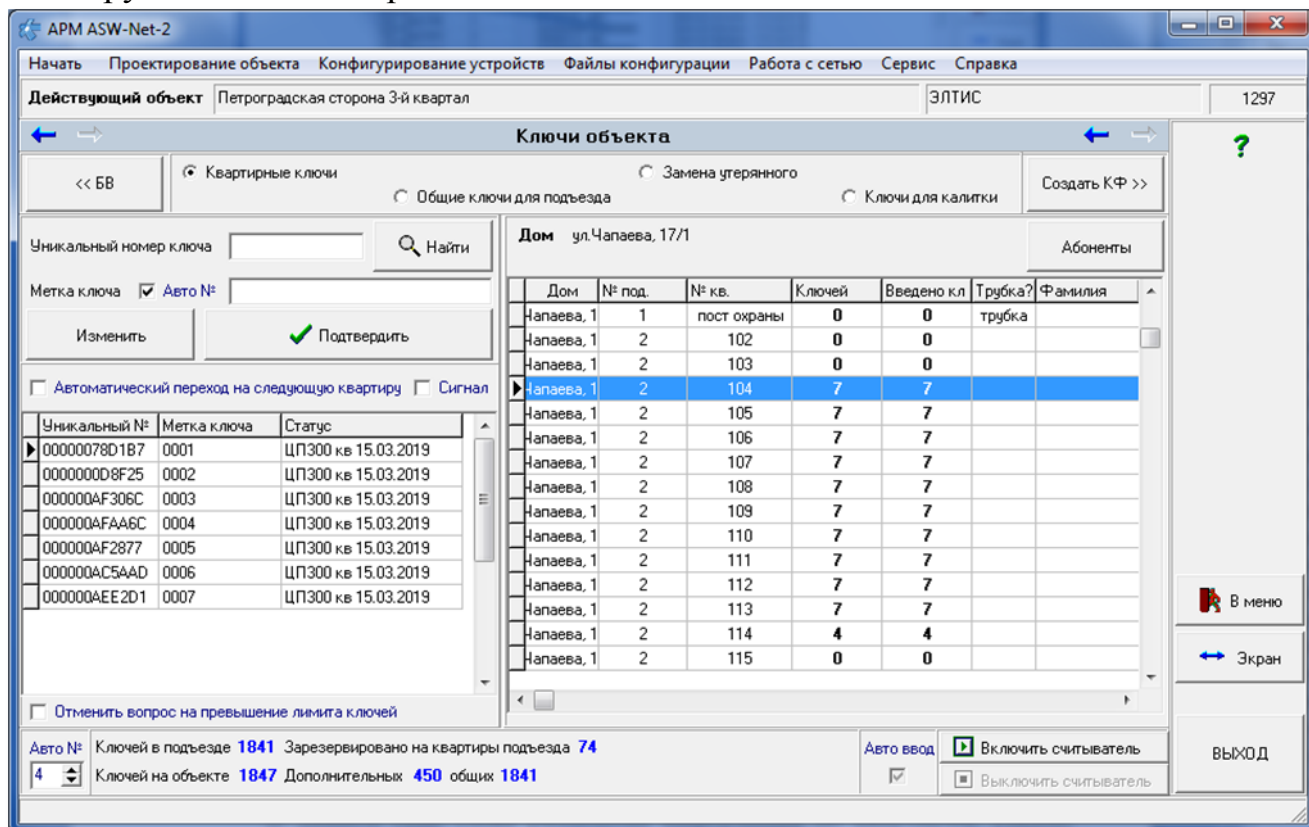 АРМ ASW-Net-2
Начать Проектирование объекта Конфигурирование устройств Файлы конфигурации Работа с сетью Сервис Справка
Действующий объект Петроградская сторона 3-й квартал ЭЛТИС 1297
Ключи объекта
<< БВ Квартирные ключи Замена утерянного Создать КФ >>
Общие ключи для подъезда Ключи для калитки
Уникальный номер ключа Найти
Метка ключа Авто №
Изменить Подтвердить
Автоматический переход на следующую квартиру Сигнал
Уникальный № Метка ключа Статус
00000078D1B7 0001 ЦП300 кв 15.03.2019
0000000D8F25 0002 ЦП300 кв 15.03.2019
000000AF306C 0003 ЦП300 кв 15.03.2019
000000AFAA6C 0004 ЦП300 кв 15.03.2019
000000AF2877 0005 ЦП300 кв 15.03.2019
000000AC5AAD 0006 ЦП300 кв 15.03.2019
000000AEE2D1 0007 ЦП300 кв 15.03.2019
Отменить вопрос на превышение лимита ключей
Дом ул.Чапаева, 17/1 Абоненты
Дом № под. № кв. Ключей Введено кл Трубка? Фамилия
Чапаева, 1 1 пост охраны 0 0 трубка
Чапаева, 1 2 102 0 0
Чапаева, 1 2 103 0 0
Чапаева, 1 2 104 7 7
Чапаева, 1 2 105 7 7
Чапаева, 1 2 106 7 7
Чапаева, 1 2 107 7 7
Чапаева, 1 2 108 7 7
Чапаева, 1 2 109 7 7
Чапаева, 1 2 110 7 7
Чапаева, 1 2 111 7 7
Чапаева, 1 2 112 7 7
Чапаева, 1 2 113 7 7
Чапаева, 1 2 114 4 4
Чапаева, 1 2 115 0 0
Авто № Ключей в подъезде 1841 Зарезервировано на квартиры подъезда 74
4 Ключей на объекте 1847 Дополнительных 450 общих 1841
Авто ввод Включить считыватель
Выключить считыватель
?
В меню
Экран
ВЫХОД